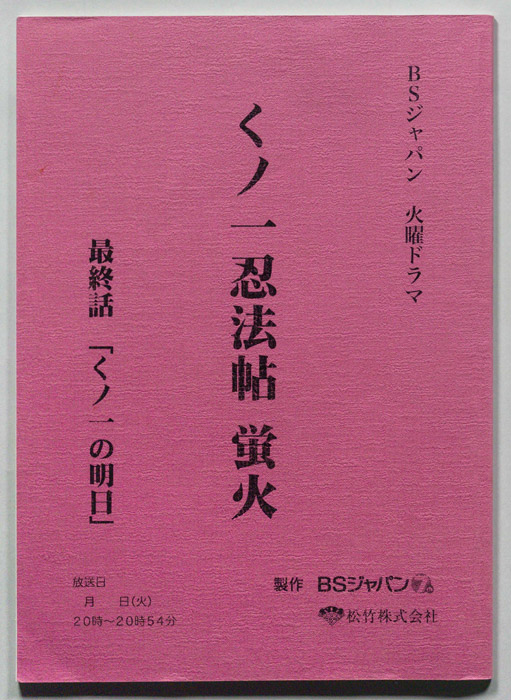 BSジャパン 火曜ドラマ
くノ一忍法帖 蛍火
最終話 「くノ一の明日」
放送日
月 日(火)
20時~20時54分
製作 BSジャパン 7
松竹株式会社